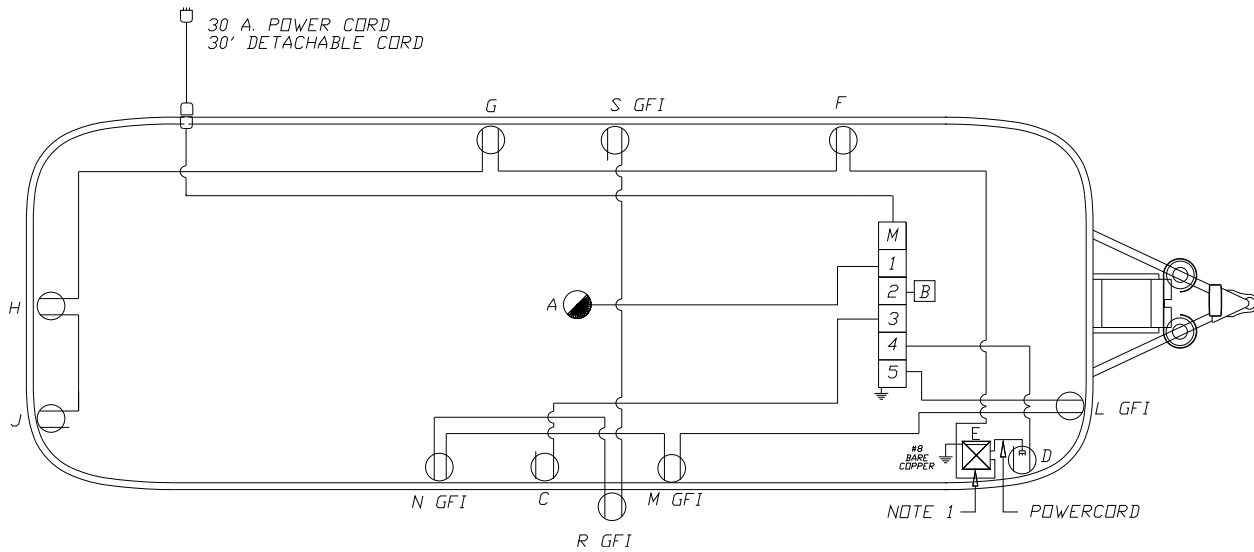 30 A. POWER CORD
30' DETACHABLE CORD
G
S GFI
F
M
1
A
2
B
H
3
4
5
J
L GFI
E
#8
BARE
COPPER
D
N GFI
C
M GFI
NOTE 1
POWERCORD
R GFI